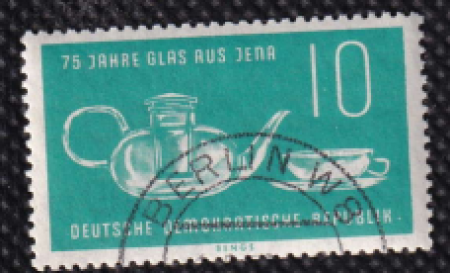 75 JAHRE GLAS AUS JENA
10
BERLIN W8
DEUTSCHE DEMOKRATISCHE REPUBLIK
BENGS